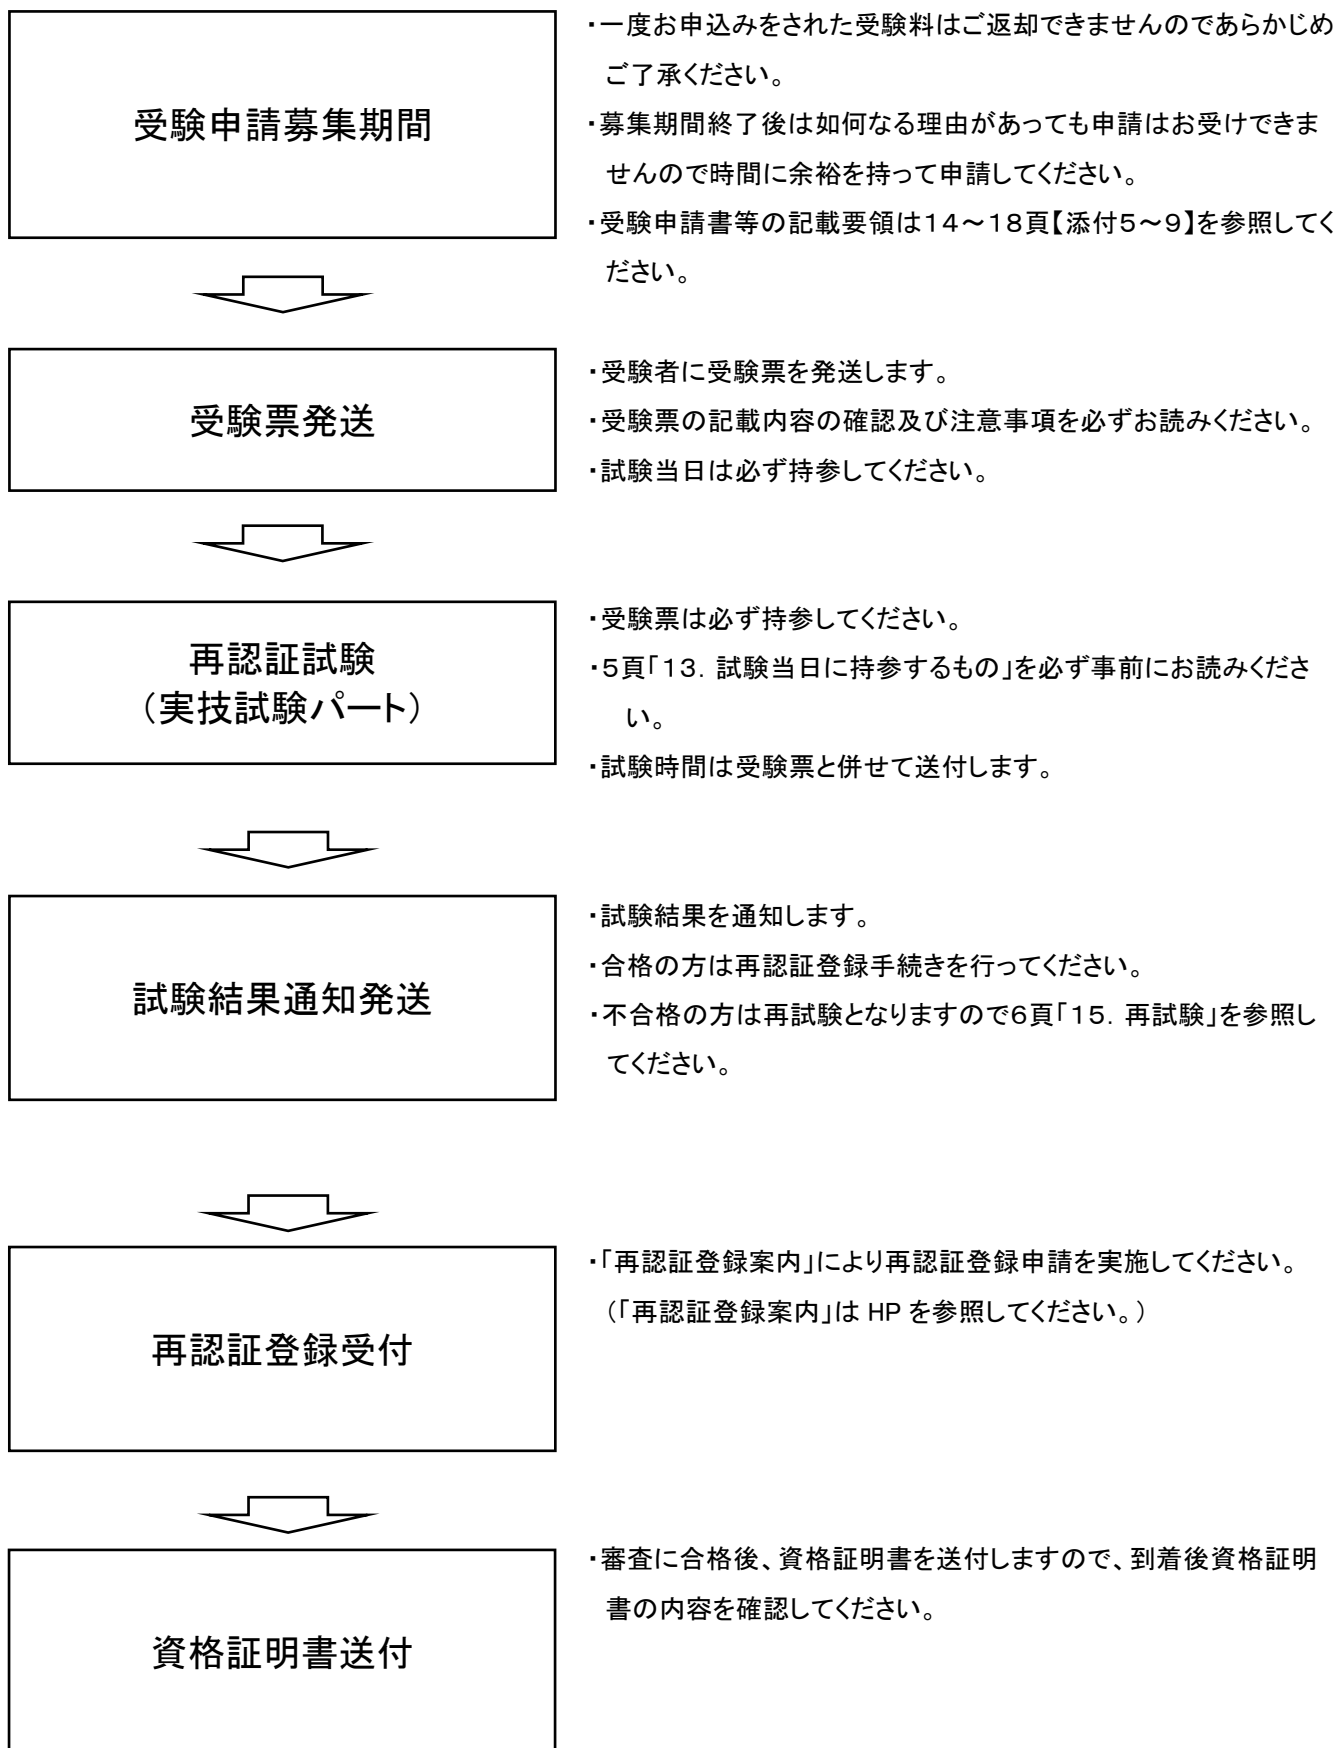 受験申請募集期間
・一度お申込みをされた受験料はご返却できませんのであらかじめ
ご了承ください。
・募集期間終了後は如何なる理由があっても申請はお受けできま
せんので時間に余裕を持って申請してください。
・受験申請書等の記載要領は14～18頁【添付5～9】を参照してく
ださい。
受験票発送
・受験者に受験票を発送します。
・受験票の記載内容の確認及び注意事項を必ずお読みください。
・試験当日は必ず持参してください。
再認証試験
（実技試験パート）
・受験票は必ず持参してください。
・5頁「13．試験当日に持参するもの」を必ず事前にお読みくださ
い。
・試験時間は受験票と併せて送付します。
試験結果通知発送
・試験結果を通知します。
・合格の方は再認証登録手続きを行ってください。
・不合格の方は再試験となりますので6頁「15．再試験」を参照し
てください。
再認証登録受付
・「再認証登録案内」により再認証登録申請を実施してください。
（「再認証登録案内」は HP を参照してください。）
資格証明書送付
・審査に合格後、資格証明書を送付しますので、到着後資格証明
書の内容を確認してください。